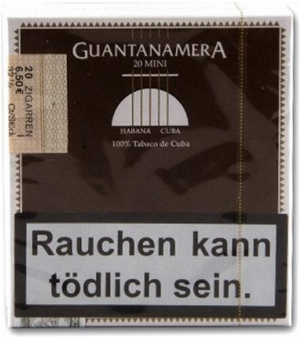 GUANTANAMERA
20 MINI
HABANA CUBA
100% Tabaco de Cuba
20 ZIGARREN
6,50€
Rauchen kann
tödlich sein.